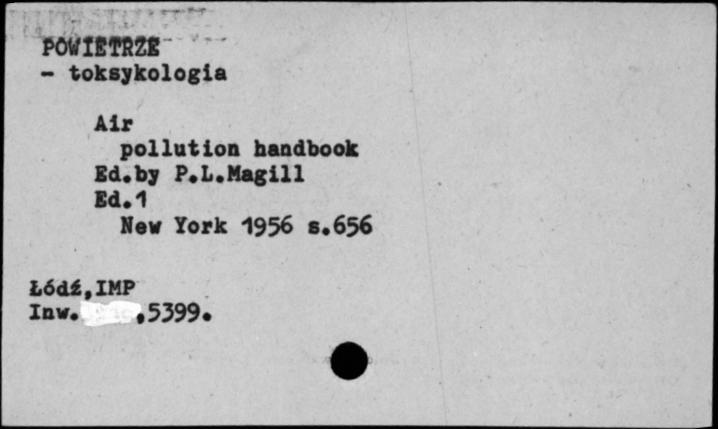 POWIETRZE
- toksykologia
Air
pollution handbook
Ed.by P.L.Magill
Ed.1
New York 1956 s.656
Łódź,IMP
Inw. ,5399.